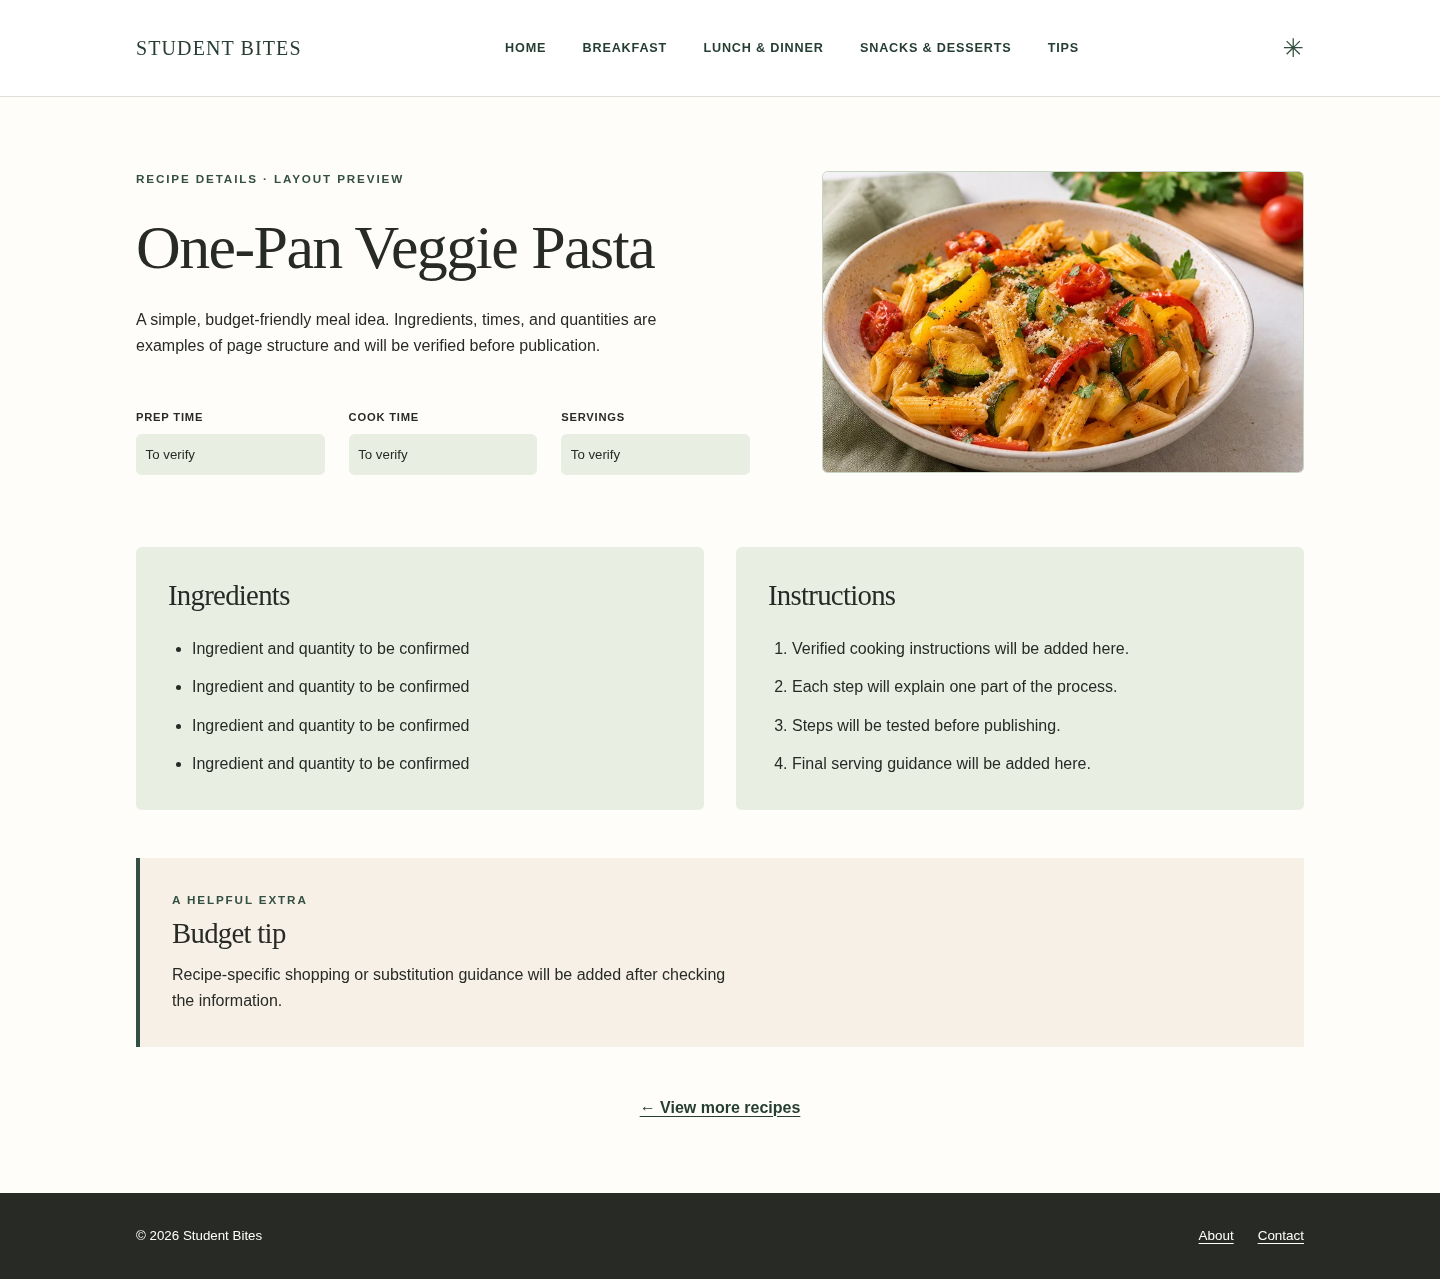 STUDENT BITES
HOME BREAKFAST LUNCH & DINNER SNACKS & DESSERTS TIPS
RECIPE DETAILS · LAYOUT PREVIEW
One-Pan Veggie Pasta
A simple, budget-friendly meal idea. Ingredients, times, and quantities are
examples of page structure and will be verified before publication.
PREP TIME COOK TIME SERVINGS
To verify To verify To verify
Ingredients
• Ingredient and quantity to be confirmed
• Ingredient and quantity to be confirmed
• Ingredient and quantity to be confirmed
• Ingredient and quantity to be confirmed
Instructions
1. Verified cooking instructions will be added here.
2. Each step will explain one part of the process.
3. Steps will be tested before publishing.
4. Final serving guidance will be added here.
A HELPFUL EXTRA
Budget tip
Recipe-specific shopping or substitution guidance will be added after checking
the information.
← View more recipes
© 2026 Student Bites
About Contact